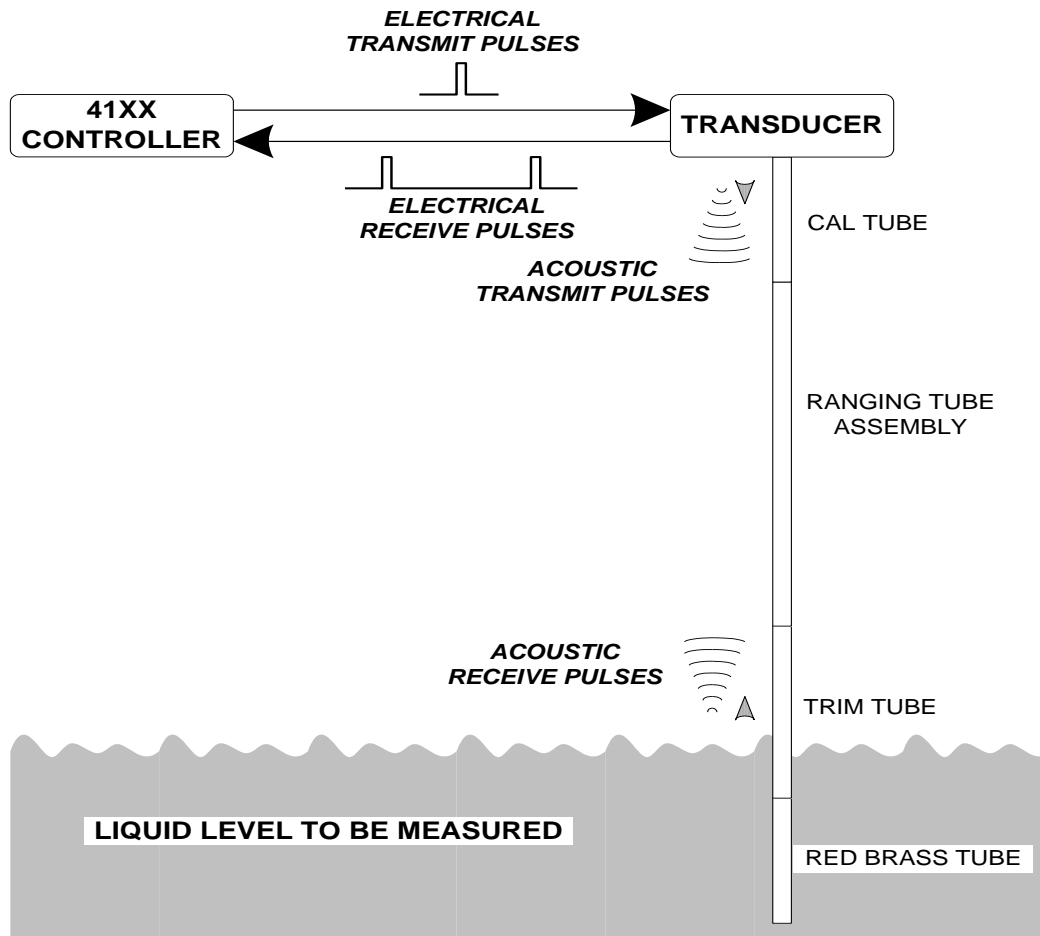 ELECTRICAL
TRANSMIT PULSES
41XX
CONTROLLER
TRANSDUCER
ELECTRICAL
RECEIVE PULSES
CAL TUBE
ACOUSTIC
TRANSMIT PULSES
RANGING TUBE
ASSEMBLY
ACOUSTIC
RECEIVE PULSES
TRIM TUBE
LIQUID LEVEL TO BE MEASURED
RED BRASS TUBE